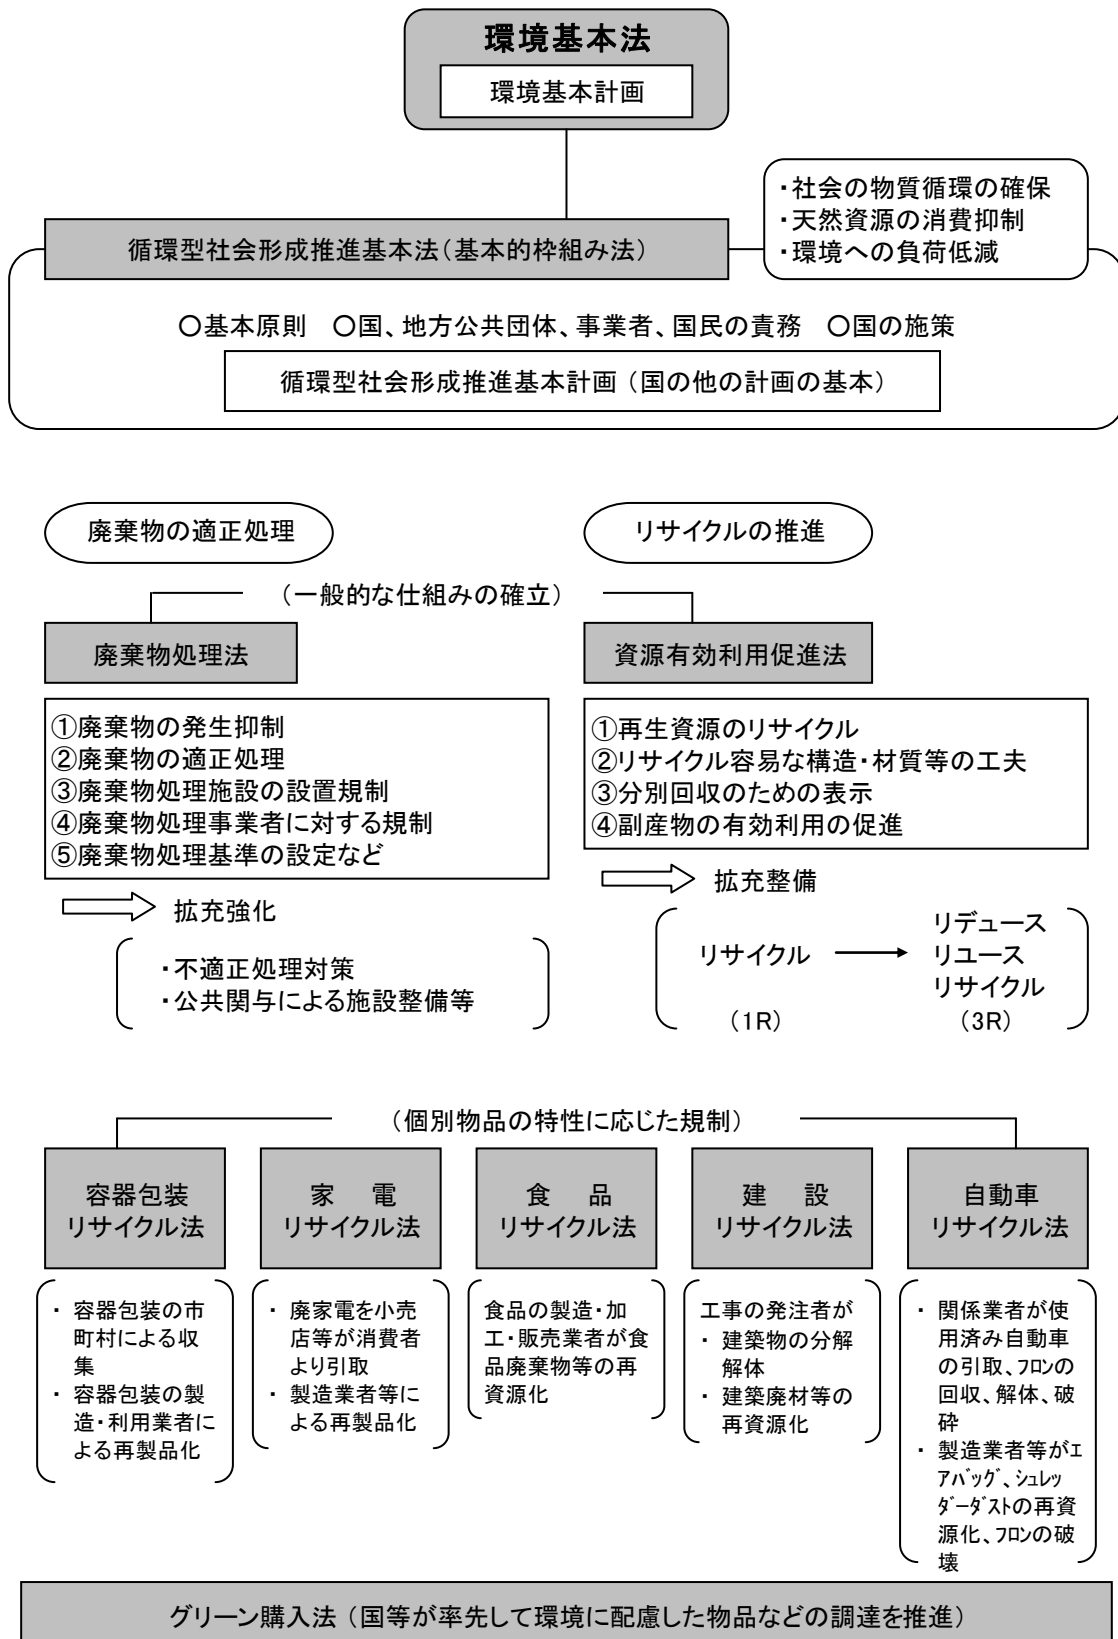 環境基本法
環境基本計画
・社会の物質循環の確保
・天然資源の消費抑制
・環境への負荷低減
循環型社会形成推進基本法(基本的枠組み法)
○基本原則　○国、地方公共団体、事業者、国民の責務　○国の施策
循環型社会形成推進基本計画（国の他の計画の基本）
廃棄物の適正処理
リサイクルの推進
（一般的な仕組みの確立）
廃棄物処理法
①廃棄物の発生抑制
②廃棄物の適正処理
③廃棄物処理施設の設置規制
④廃棄物処理事業者に対する規制
⑤廃棄物処理基準の設定など
拡充強化
・不適正処理対策
・公共関与による施設整備等
資源有効利用促進法
①再生資源のリサイクル
②リサイクル容易な構造・材質等の工夫
③分別回収のための表示
④副産物の有効利用の促進
拡充整備
リサイクル
（1R）
リデュース
リユース
リサイクル
（3R）
（個別物品の特性に応じた規制）
容器包装
リサイクル法
・ 容器包装の市
町村による収
集
・ 容器包装の製
造・利用業者に
よる再製品化
家　電
リサイクル法
・ 廃家電を小売
店等が消費者
より引取
・ 製造業者等に
よる再製品化
食　品
リサイクル法
食品の製造・加
工・販売業者が食
品廃棄物等の再
資源化
建　設
リサイクル法
工事の発注者が
・ 建築物の分解
解体
・ 建築廃材等の
再資源化
自動車
リサイクル法
・ 関係業者が使
用済み自動車
の引取、ﾌﾛﾝの
回収、解体、破
砕
・ 製造業者等がｴ
ｱﾊﾞｯｸﾞ、ｼｭﾚｯ
ﾀﾞｰﾀﾞｽﾄの再資
源化、ﾌﾛﾝの破
壊
グリーン購入法（国等が率先して環境に配慮した物品などの調達を推進）